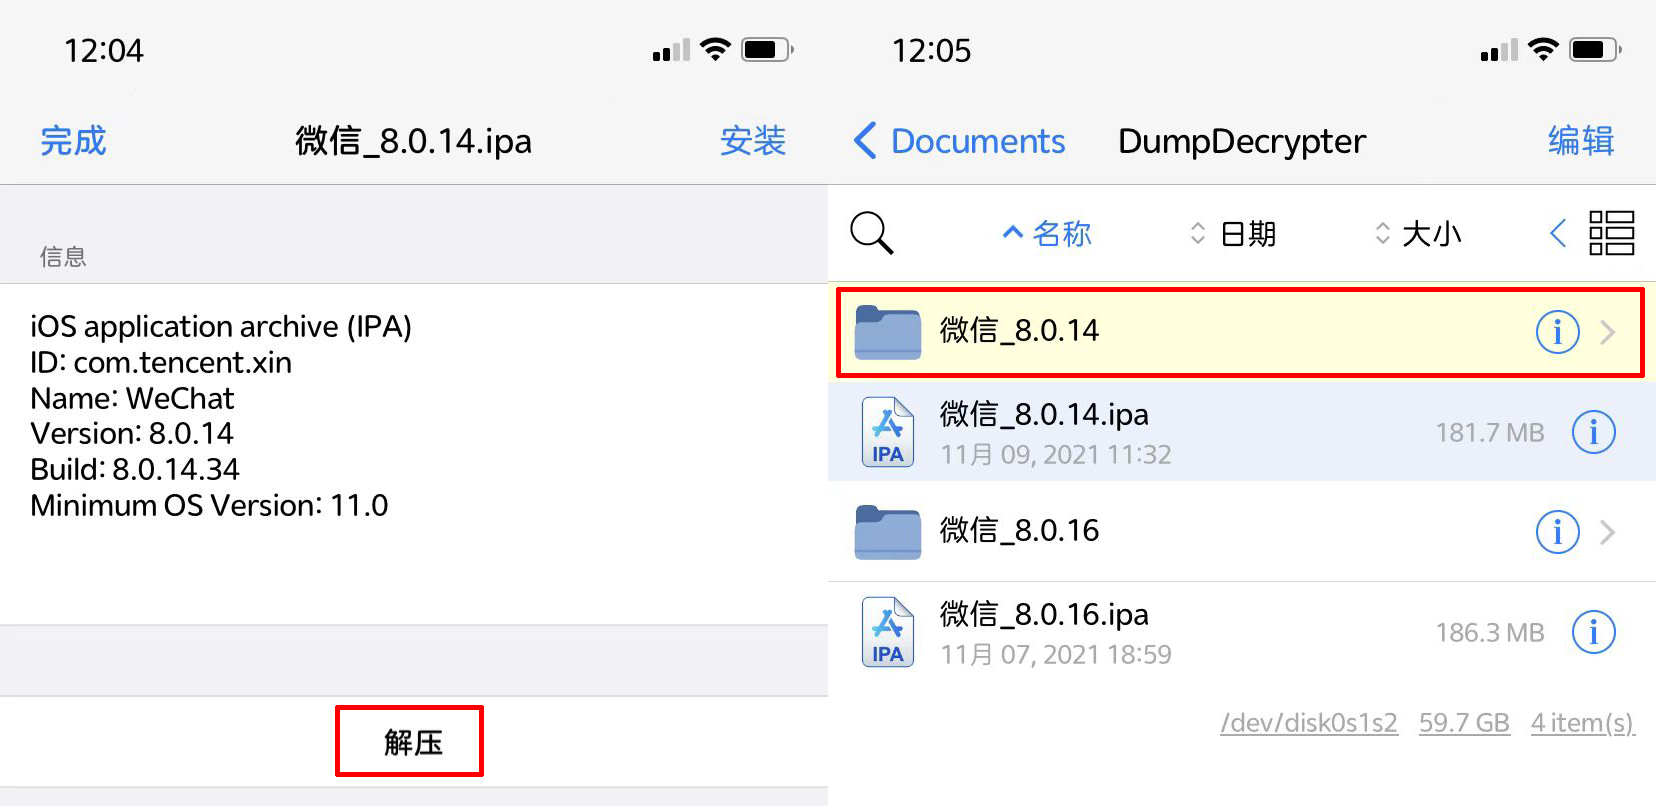 12:04
完成
微信_8.0.14.ipa
安装
信息
iOS application archive (IPA)
ID: com.tencent.xin
Name: WeChat
Version: 8.0.14
Build: 8.0.14.34
Minimum OS Version: 11.0
解压
12:05
Documents
DumpDecrypter
编辑
名称
日期
大小
微信_8.0.14
IPA
微信_8.0.14.ipa
11月 09, 2021 11:32
181.7 MB
微信_8.0.16
IPA
微信_8.0.16.ipa
11月 07, 2021 18:59
186.3 MB
/dev/disk0s1s2 59.7 GB 4 item(s)